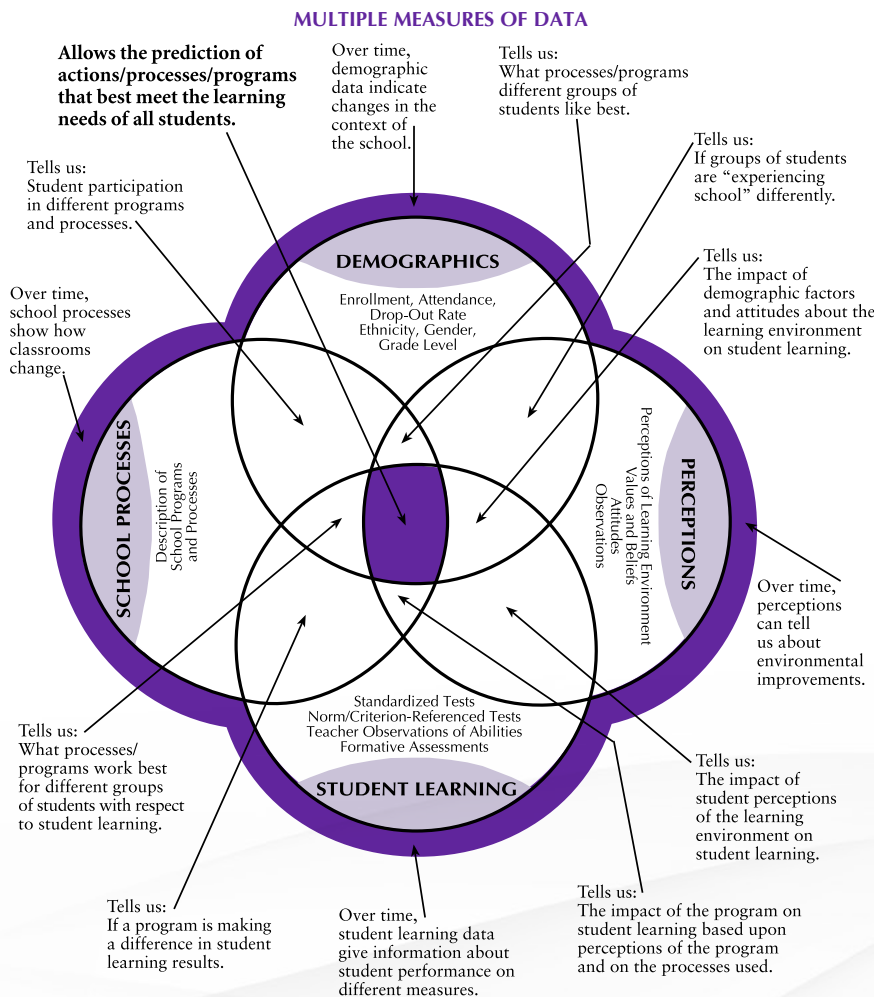 MULTIPLE MEASURES OF DATA
Allows the prediction of
actions/processes/programs
that best meet the learning
needs of all students.
Over time,
demographic
data indicate
changes in the
context of
the school.
Tells us:
What processes/programs
different groups of
students like best.
Tells us:
If groups of students
are “experiencing
school” differently.
Tells us:
Student participation
in different programs
and processes.
Tells us:
The impact of
demographic factors
and attitudes about the
learning environment
on student learning.
Over time,
school processes
show how
classrooms
change.
DEMOGRAPHICS
Enrollment, Attendance,
Drop-Out Rate
Ethnicity, Gender,
Grade Level
SCHOOL PROCESSES
Description of
School Programs
and Processes
PERCEPTIONS
Perceptions of Learning Environment
Values and Beliefs
Attitudes
Observations
Over time,
perceptions
can tell
us about
environmental
improvements.
Standardized Tests
Norm/Criterion-Referenced Tests
Teacher Observations of Abilities
Formative Assessments
STUDENT LEARNING
Tells us:
What processes/
programs work best
for different groups
of students with respect
to student learning.
Tells us:
The impact of
student perceptions
of the learning
environment on
student learning.
Tells us:
If a program is making
a difference in student
learning results.
Over time,
student learning data
give information about
student performance on
different measures.
Tells us:
The impact of the program on
student learning based upon
perceptions of the program
and on the processes used.